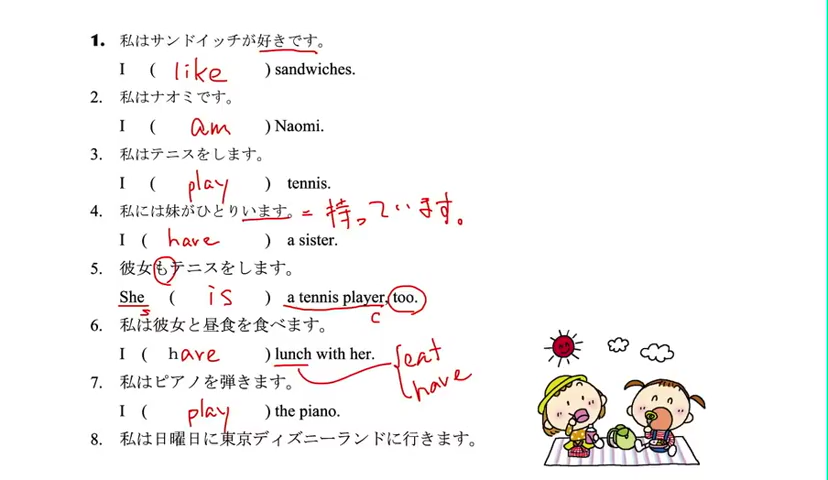 1. 私はサンドイッチが好きです。
I ( like ) sandwiches.
2. 私はナオミです。
I ( am ) Naomi.
3. 私はテニスをします。
I ( play ) tennis.
4. 私には妹がひとりいます。= 持っています。
I ( have ) a sister.
5. 彼女もテニスをします。
She ( is ) a tennis player, too.
s c
6. 私は彼女と昼食を食べます。
I ( have ) lunch with her.
eat
have
7. 私はピアノを弾きます。
I ( play ) the piano.
8. 私は日曜日に東京ディズニーランドに行きます。